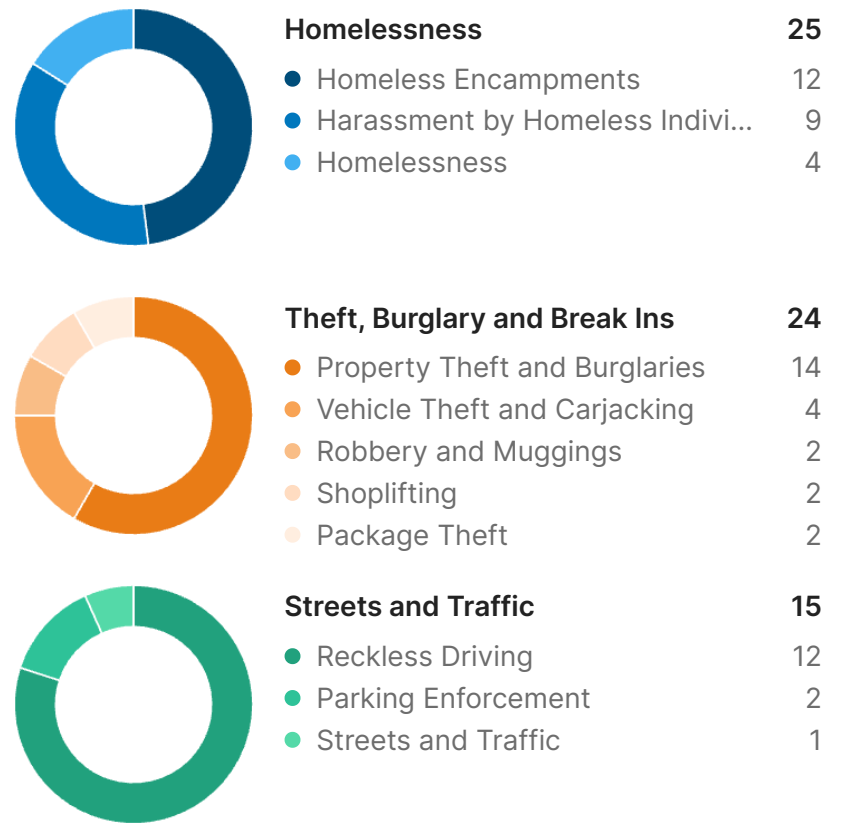 Homelessness 25
Homeless Encampments 12
Harassment by Homeless Indivi... 9
Homelessness 4
Theft, Burglary and Break Ins 24
Property Theft and Burglaries 14
Vehicle Theft and Carjacking 4
Robbery and Muggings 2
Shoplifting 2
Package Theft 2
Streets and Traffic 15
Reckless Driving 12
Parking Enforcement 2
Streets and Traffic 1